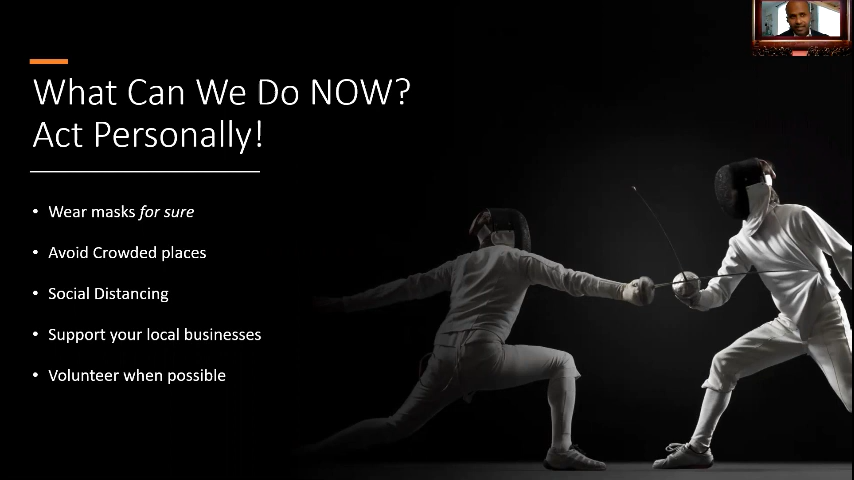 What Can We Do NOW?
Act Personally!
• Wear masks for sure
• Avoid Crowded places
• Social Distancing
• Support your local businesses
• Volunteer when possible